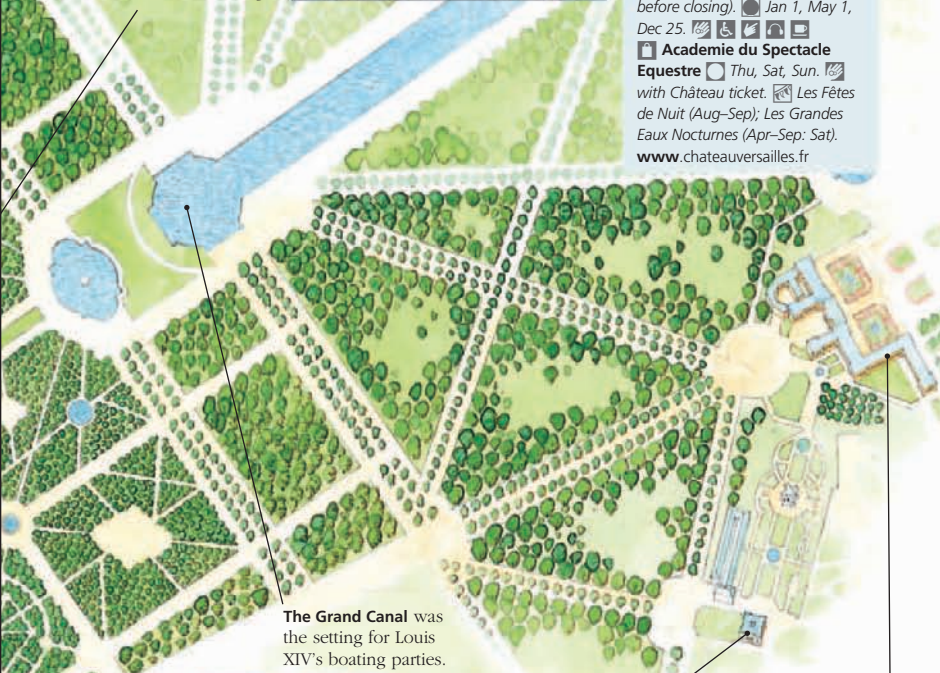 before closing). Jan 1, May 1,
Dec 25.
Academie du Spectacle
Equestre Thu, Sat, Sun.
with Château ticket. Les Fêtes
de Nuit (Aug–Sep); Les Grandes
Eaux Nocturnes (Apr–Sep: Sat).
www.chateauversailles.fr
The Grand Canal was
the setting for Louis
XIV's boating parties.